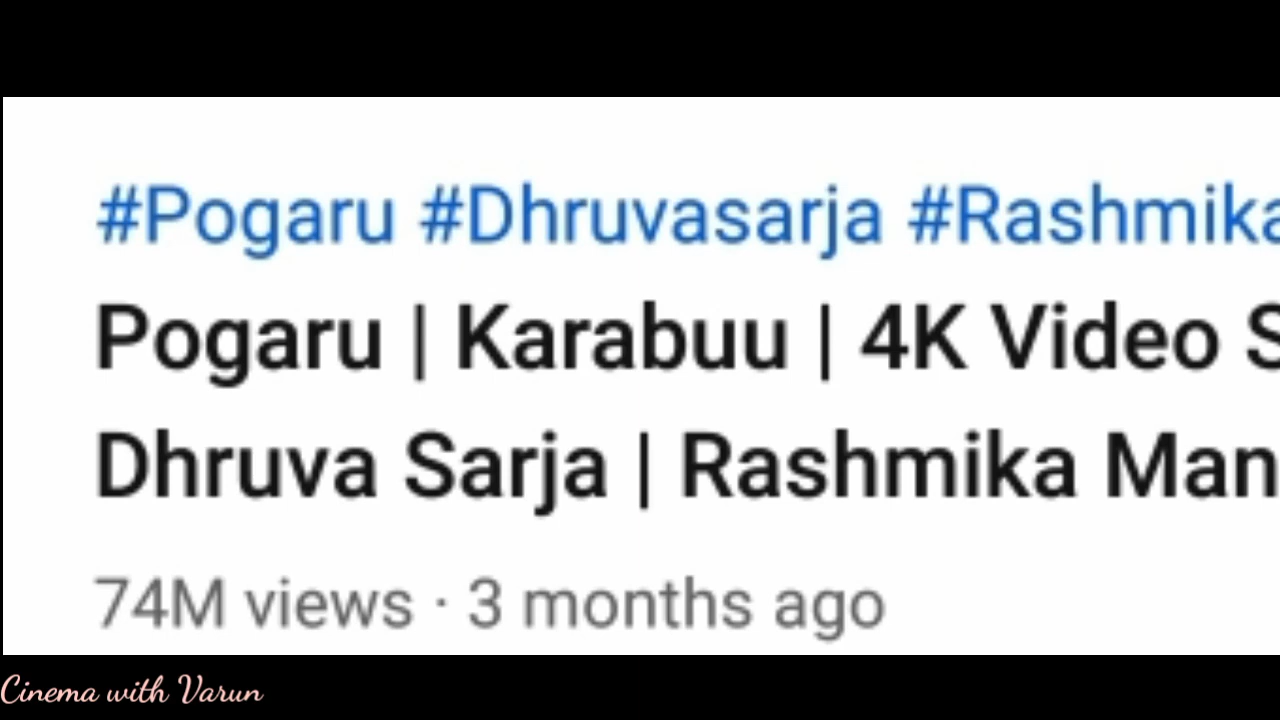 #Pogaru #Dhruvasarja #Rashmika
Pogaru | Karabuu | 4K Video S
Dhruva Sarja | Rashmika Man
74M views · 3 months ago
Cinema with Varun